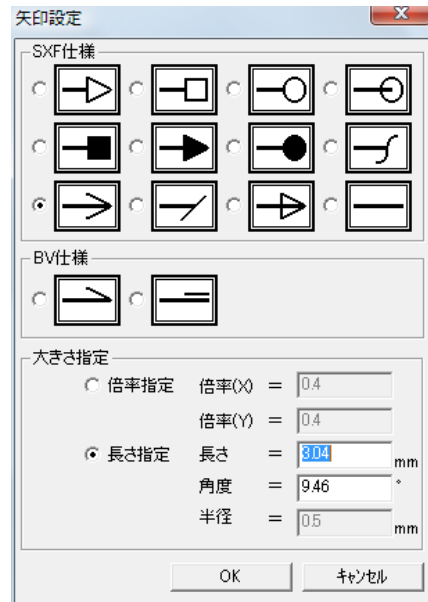 矢印設定
SXF仕様
BV仕様
大きさ指定
倍率指定 倍率(X) = 0.4
倍率(Y) = 0.4
長さ指定 長さ = 3.04 mm
角度 = 9.46 °
半径 = 0.5 mm
OK キャンセル